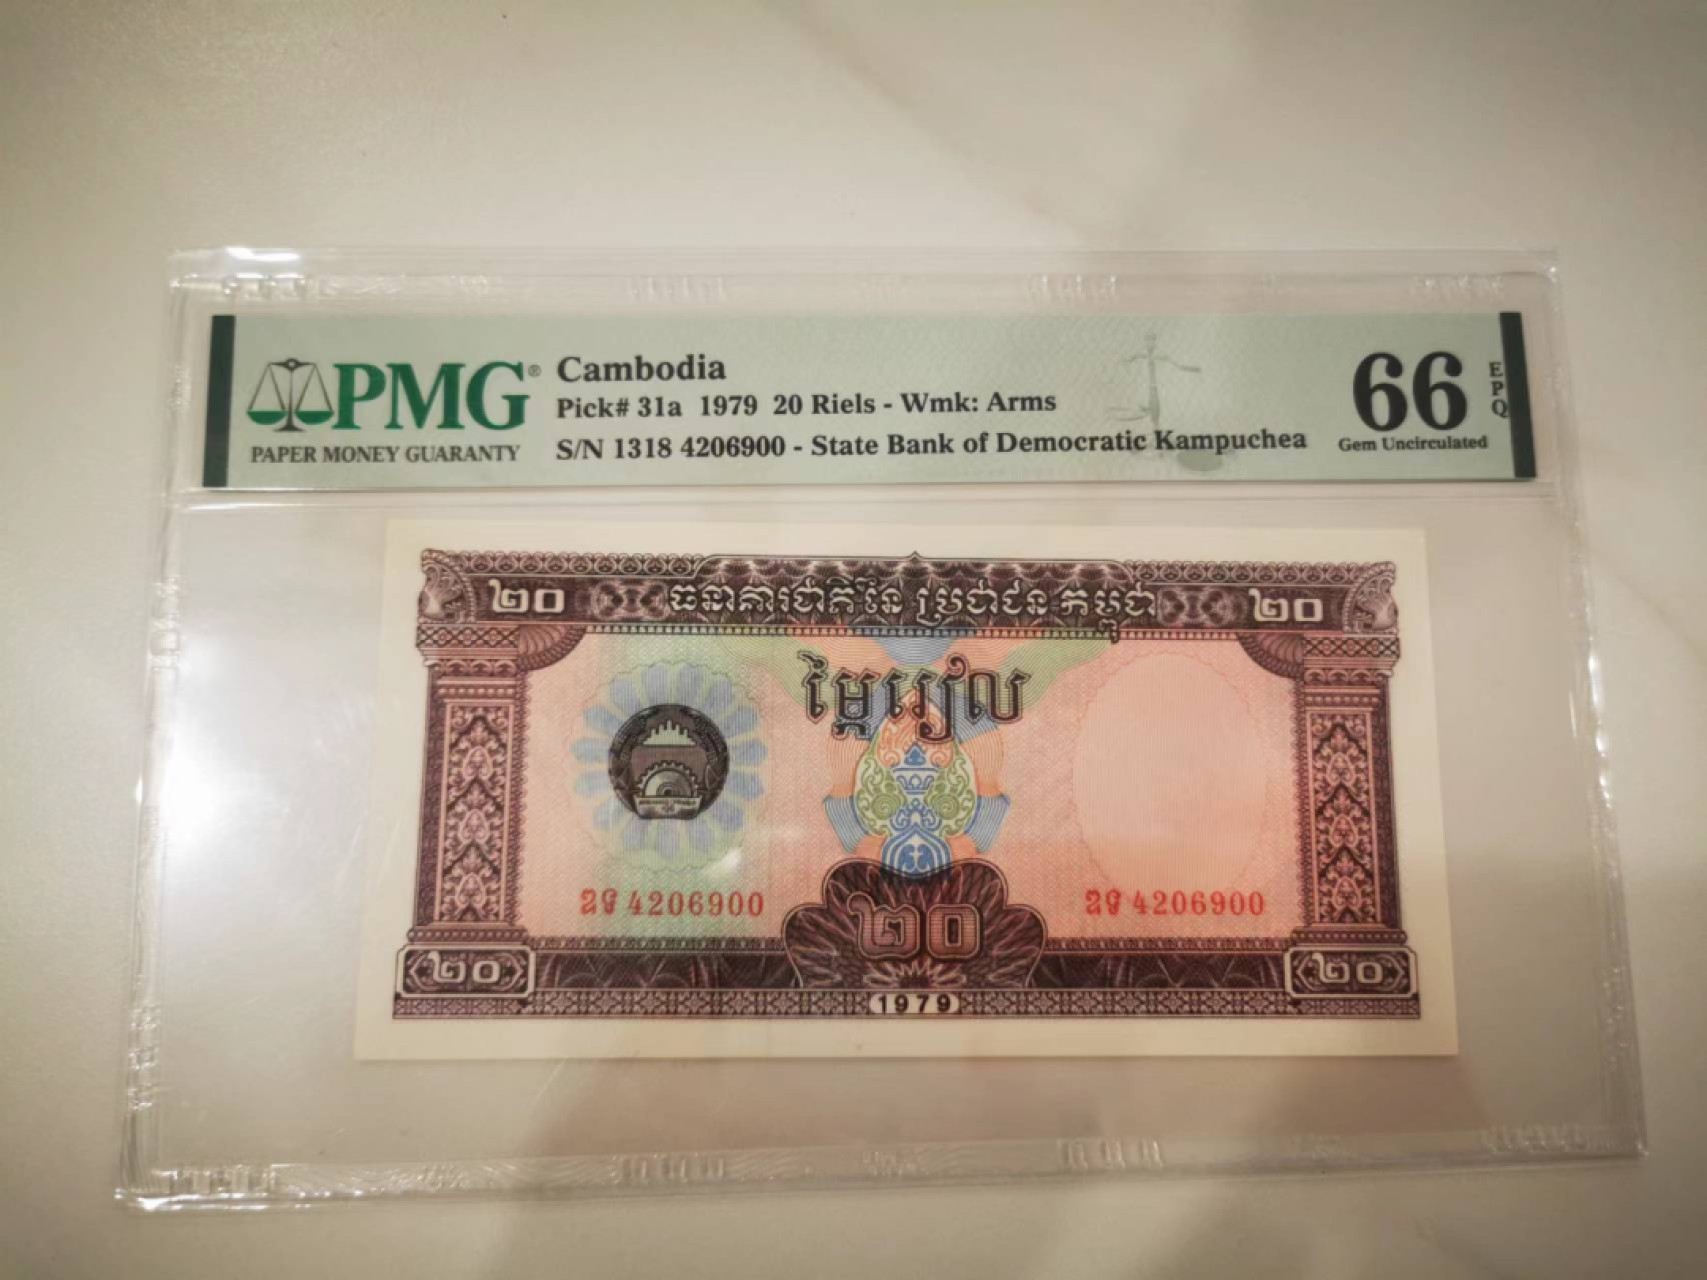 PMG®
PAPER MONEY GUARANTY
Cambodia
Pick# 31a 1979 20 Riels - Wmk: Arms
S/N 1318 4206900 - State Bank of Democratic Kampuchea
66
EPQ
Gem Uncirculated
២០ ធនាគារជាតិនៃប្រជាជនកម្ពុជា ២០
ម្ភៃរៀល
4206900
4206900
២០
២០
២០
1979